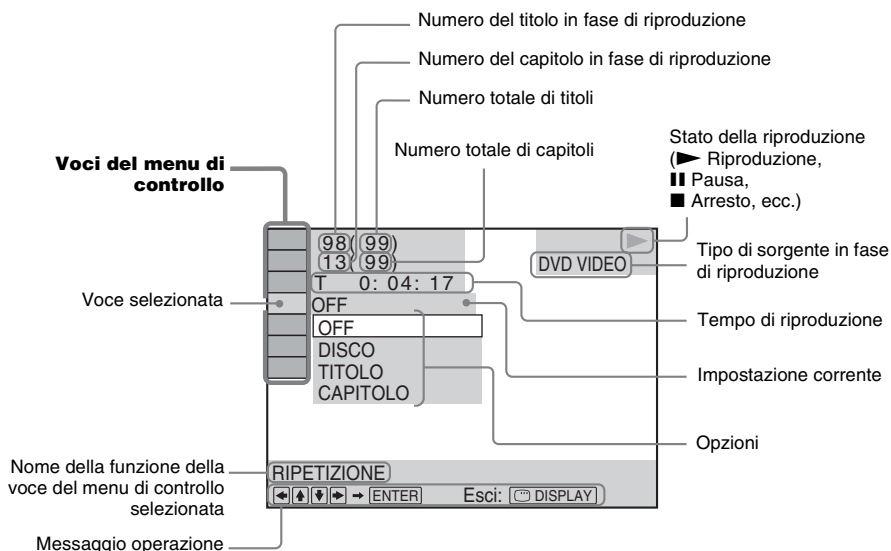 Numero del titolo in fase di riproduzione
Numero del capitolo in fase di riproduzione
Numero totale di titoli
Numero totale di capitoli
Stato della riproduzione
(► Riproduzione,
❚❚ Pausa,
■ Arresto, ecc.)
Voci del menu di
controllo
98(99)
13(99)
T 0: 04: 17
OFF
OFF
DISCO
TITOLO
CAPITOLO
DVD VIDEO
Tipo di sorgente in fase
di riproduzione
Voce selezionata
Tempo di riproduzione
Impostazione corrente
Opzioni
Nome della funzione della
voce del menu di controllo
selezionata
RIPETIZIONE
←↑↓→ → ENTER Esci: DISPLAY
Messaggio operazione